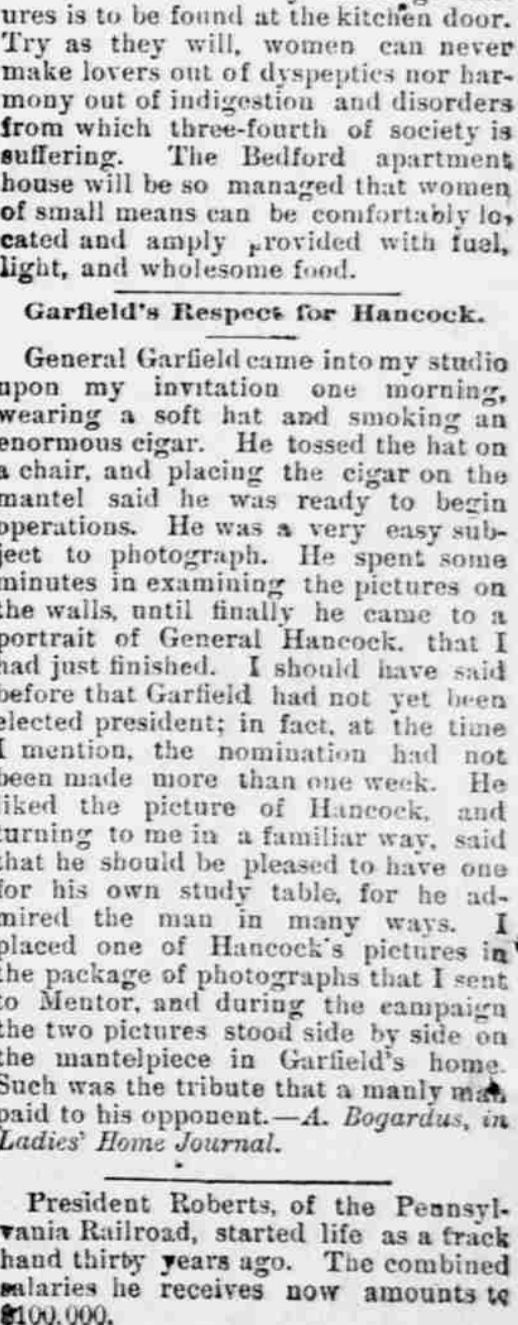 ures is to be found at the kitchen door.
Try as they will, women can never
make lovers out of dyspeptics nor har-
mony out of indigestion and disorders
from which three-fourth of society is
suffering. The Bedford apartment
house will be so managed that women
of small means can be comfortably lo-
cated and amply provided with fuel,
light, and wholesome food.
Garfield's Respect for Hancock.
General Garfield came into my studio
upon my invitation one morning,
wearing a soft hat and smoking an
enormous cigar. He tossed the hat on
a chair, and placing the cigar on the
mantel said he was ready to begin
operations. He was a very easy sub-
ject to photograph. He spent some
minutes in examining the pictures on
the walls, until finally he came to a
portrait of General Hancock, that I
had just finished. I should have said
before that Garfield had not yet been
elected president; in fact, at the time
I mention, the nomination had not
been made more than one week. He
liked the picture of Hancock, and
turning to me in a familiar way, said
that he should be pleased to have one
for his own study table, for he ad-
mired the man in many ways. I
placed one of Hancock's pictures in
the package of photographs that I sent
to Mentor, and during the campaign
the two pictures stood side by side on
the mantelpiece in Garfield's home.
Such was the tribute that a manly man
paid to his opponent.—A. Bogardus, in
Ladies' Home Journal.
President Roberts, of the Pennsyl-
vania Railroad, started life as a track
hand thirty years ago. The combined
salaries he receives now amounts to
$100,000.